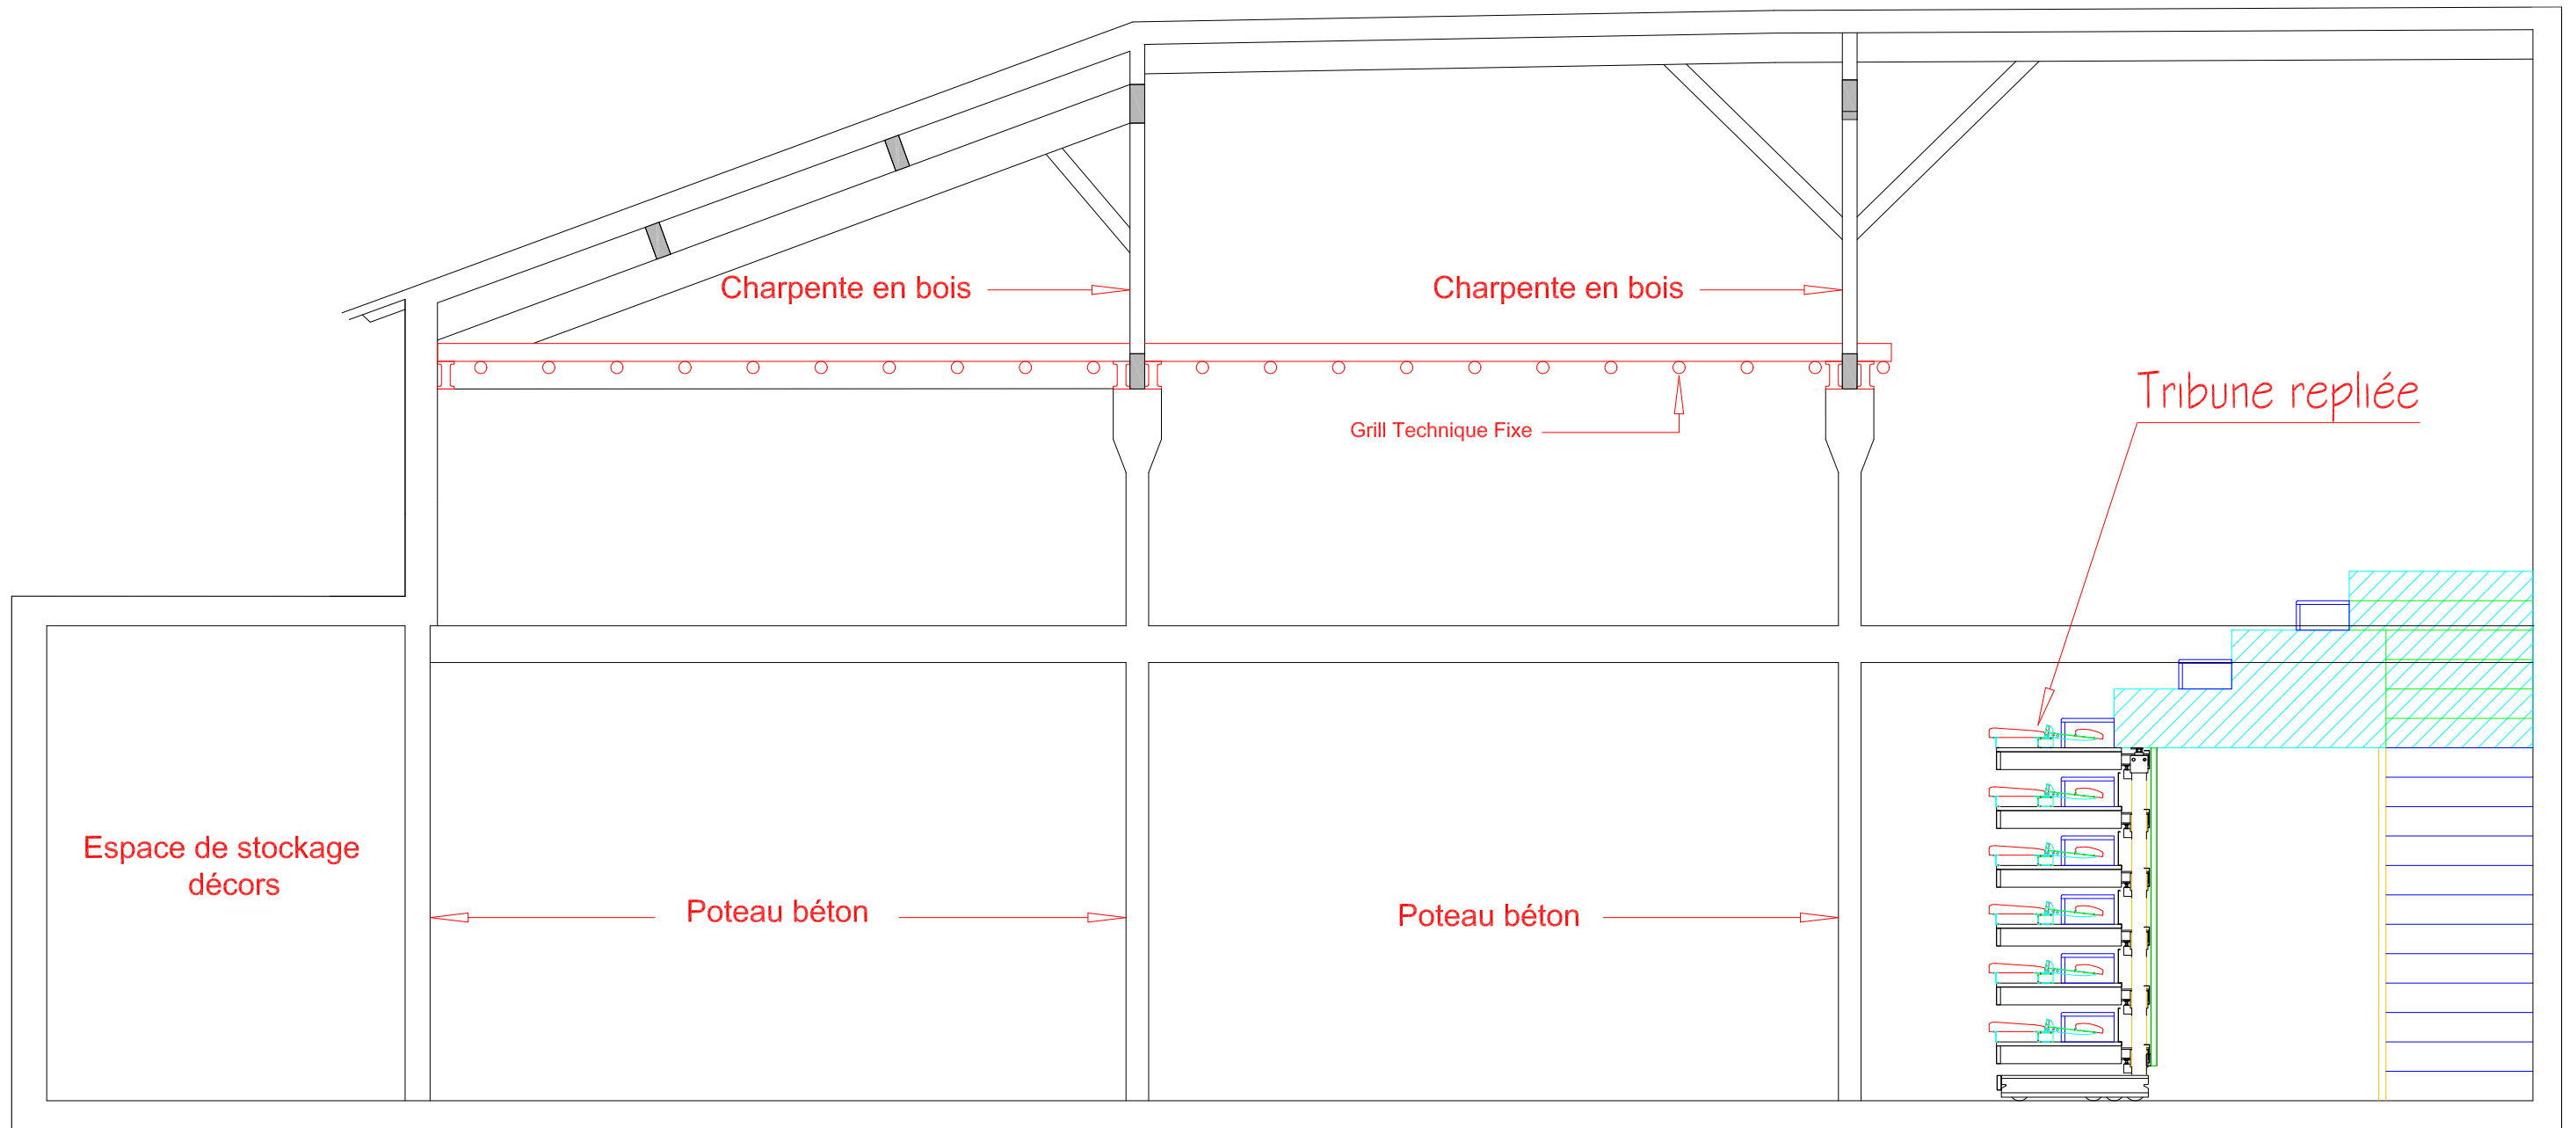 Charpente en bois
Charpente en bois
Tribune repliée
Grill Technique Fixe
Espace de stockage
décors
Poteau béton
Poteau béton